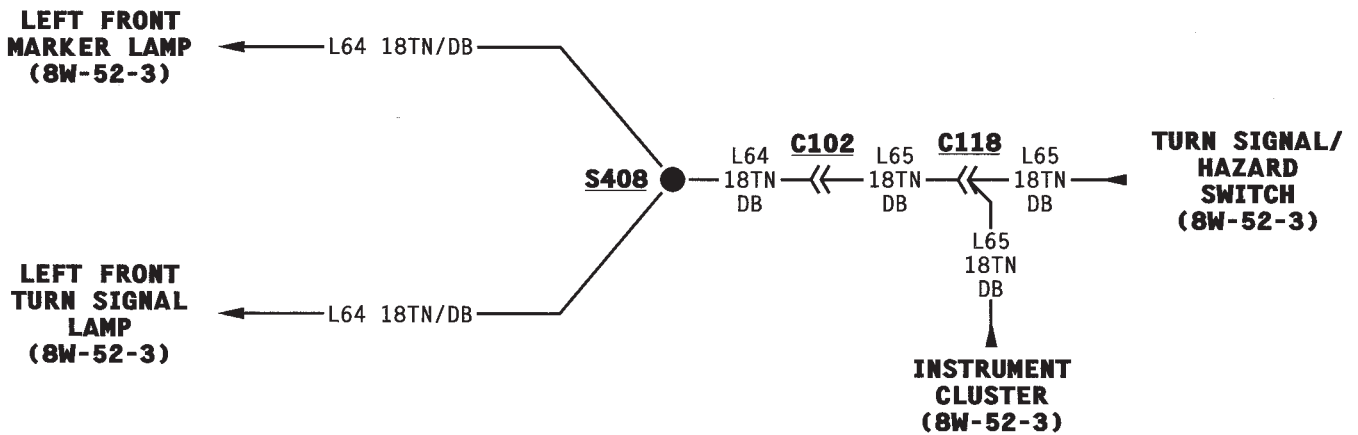 LEFT FRONT
MARKER LAMP
(8W-52-3)
L64 18TN/DB
S408
L64
18TN
DB
C102
L65
18TN
DB
C118
L65
18TN
DB
TURN SIGNAL/
HAZARD
SWITCH
(8W-52-3)
L65
18TN
DB
LEFT FRONT
TURN SIGNAL
LAMP
(8W-52-3)
L64 18TN/DB
INSTRUMENT
CLUSTER
(8W-52-3)